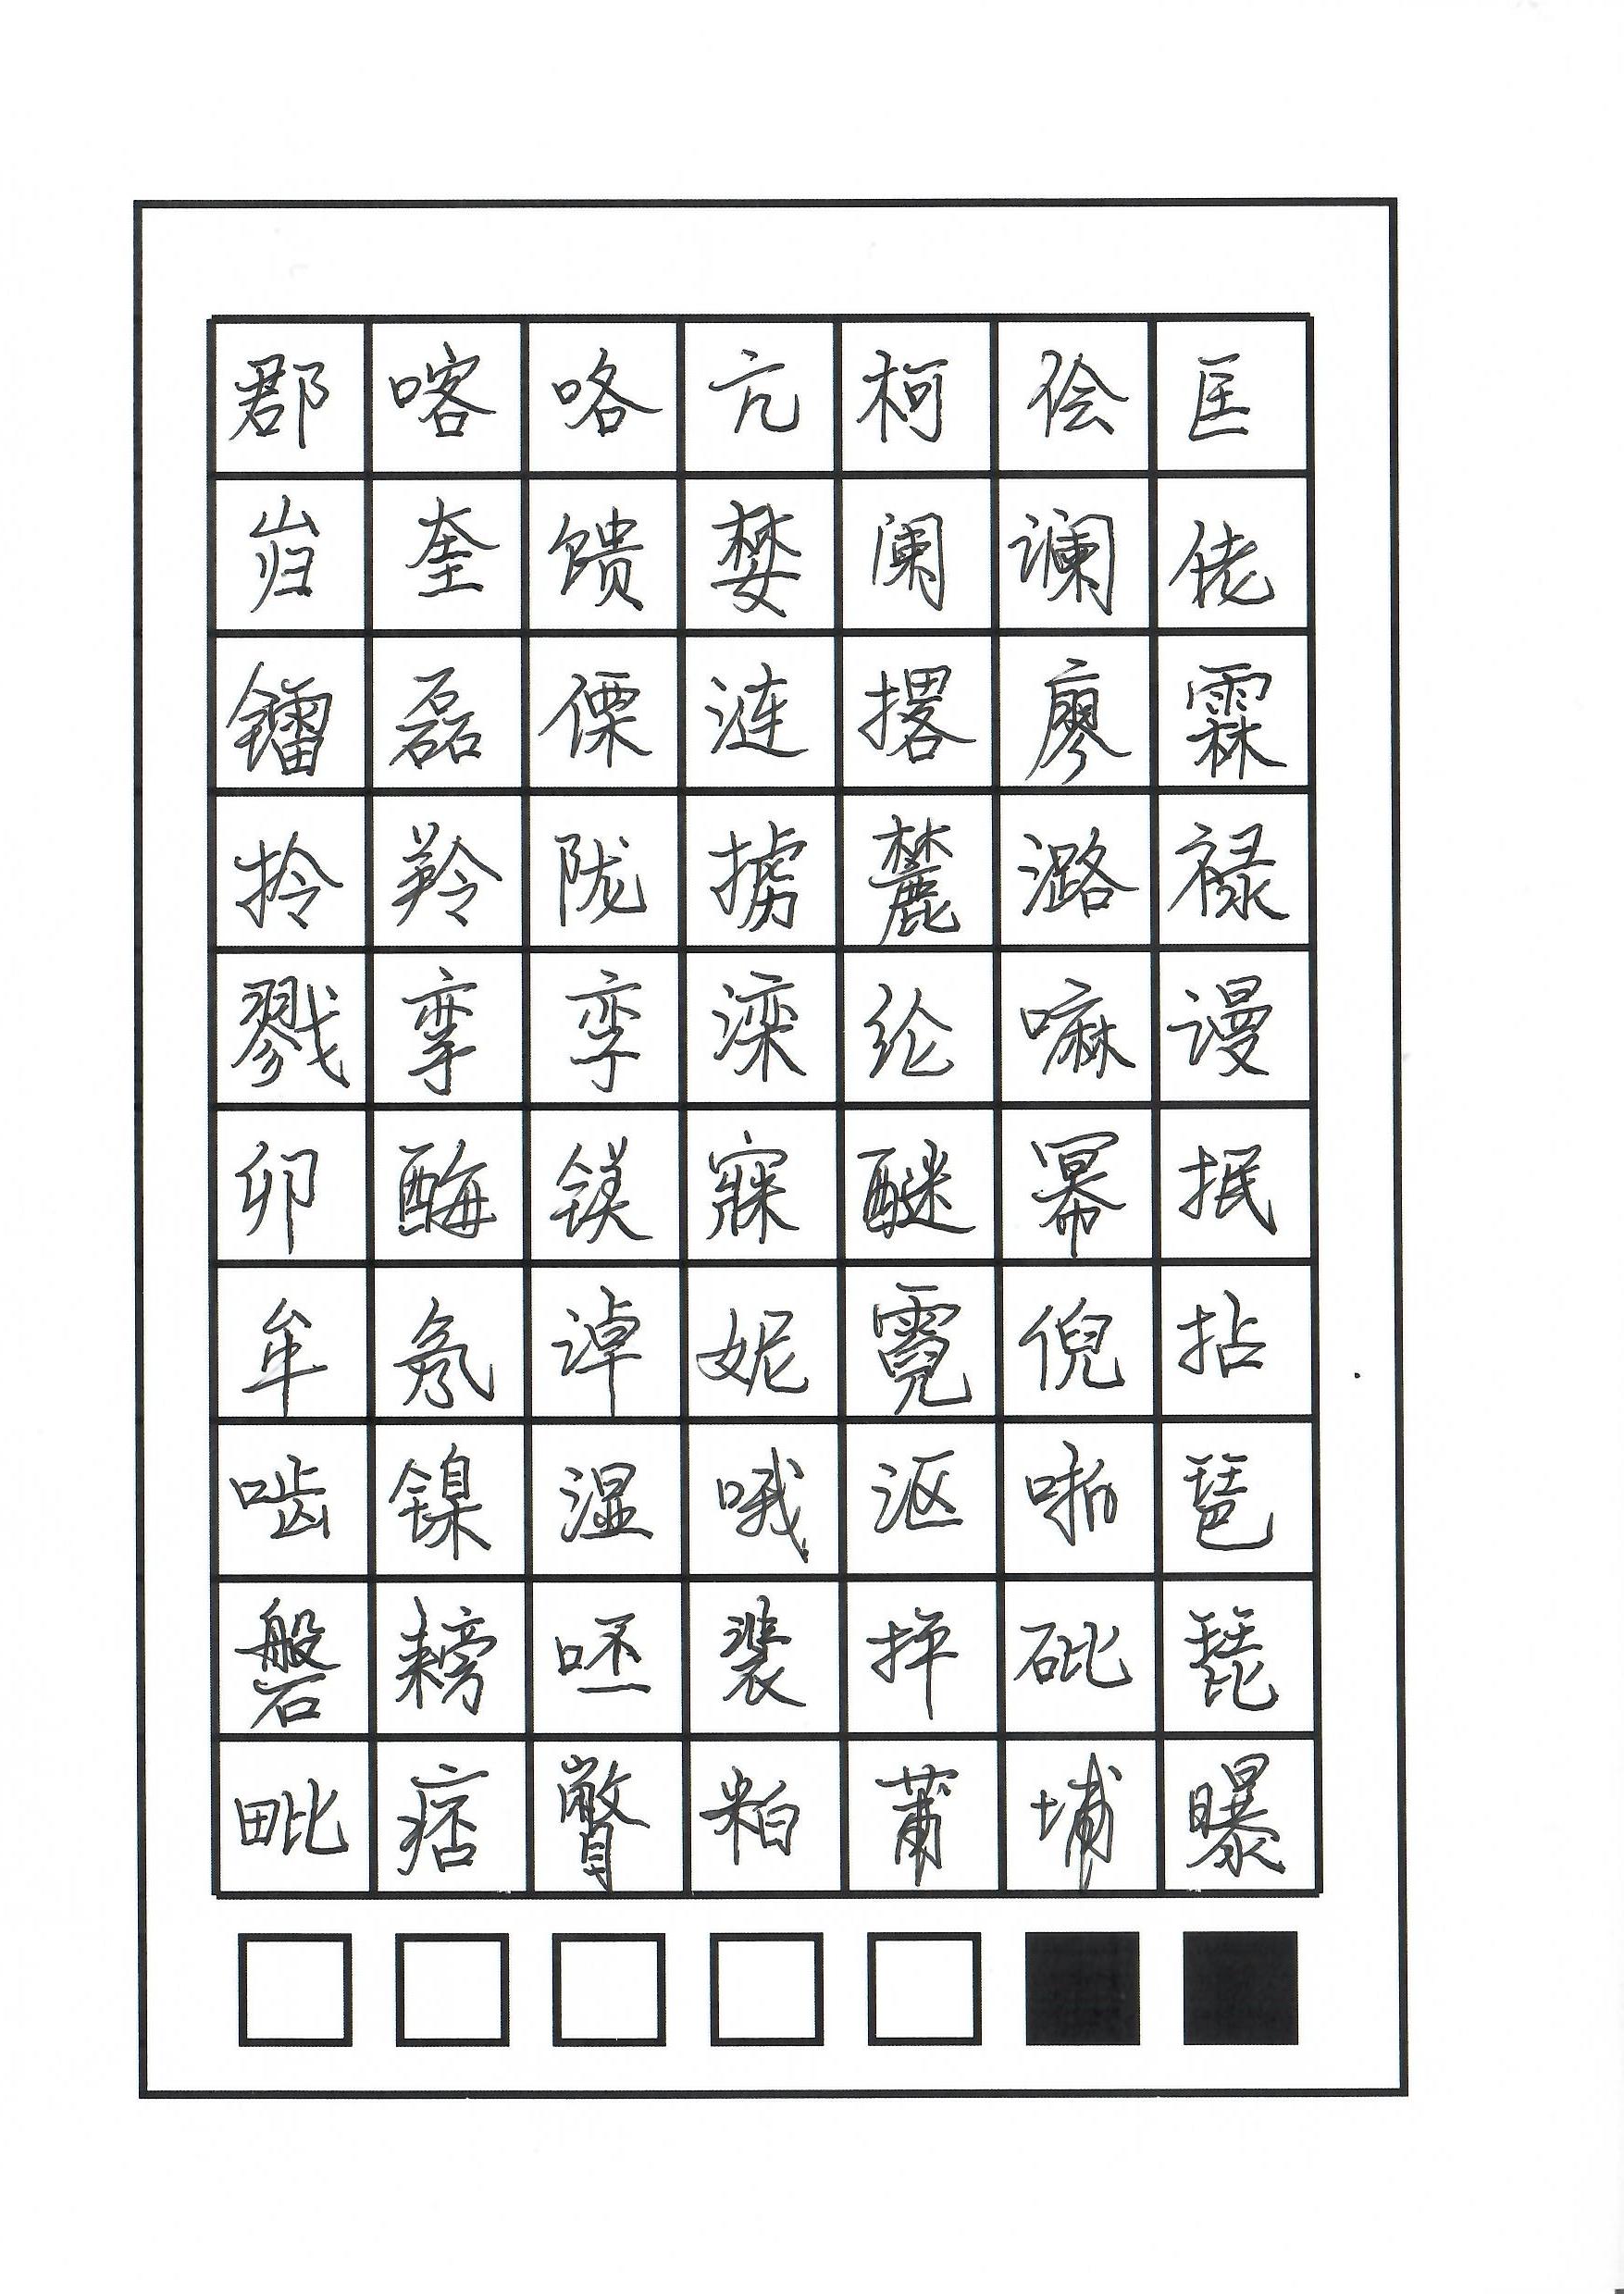 郡喀咯亢柯侩匡
岿奎馈婪阑谰佬
镭磊傈涟撂廖霖
拎羚陇掳麓潞禄
戮挛孪滦纶嘛谩
卯酶镁寐醚幂抿
牟氖谆妮霓倪拈
啮镍湿哦沤啪琶
磐耪呸裴抨砒琵
毗痞瞥粕莆埔曝